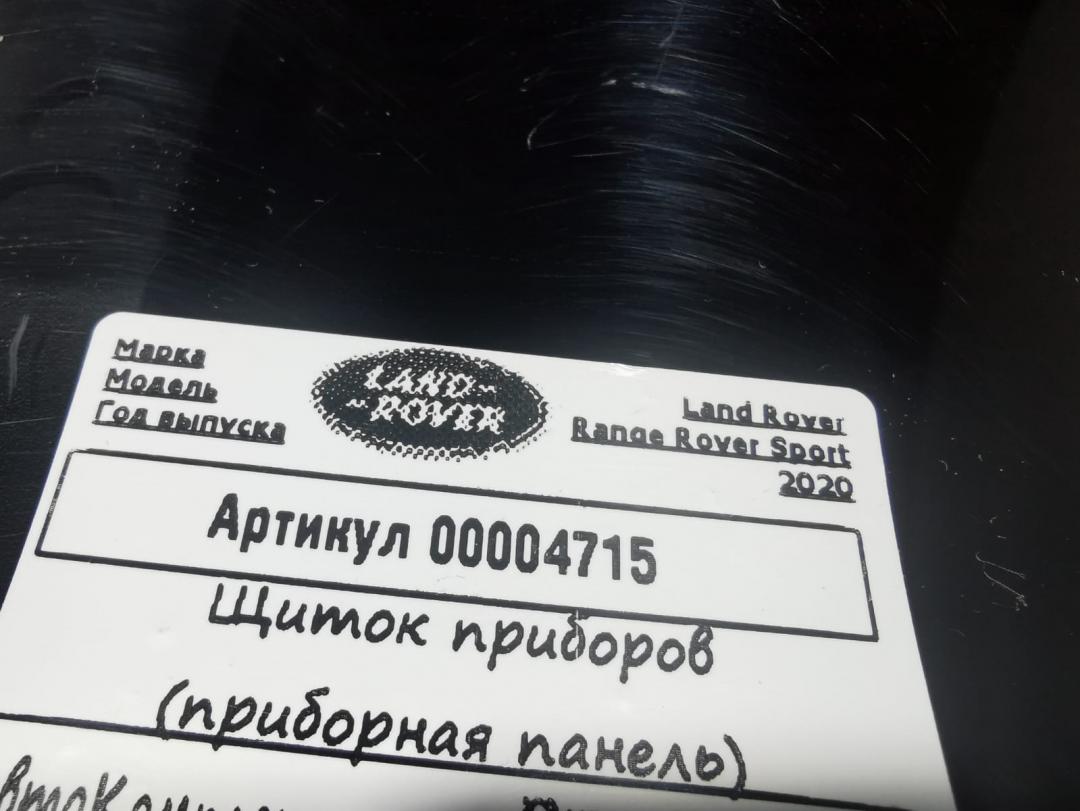 Марка
Модель
Год выпуска
LAND-
-ROVER
Land Rover
Range Rover Sport
2020
Артикул 00004715
Щиток приборов
(приборная панель)